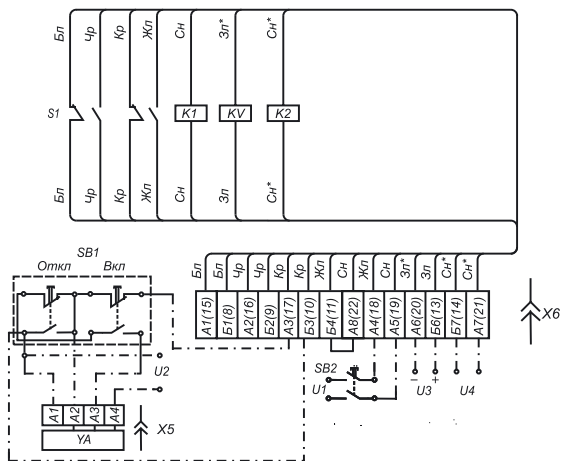 Бл Чр Кр Жл Сн Зл* Сн*
S1 K1 KV K2
Бл Чр Кр Жл Сн Зл Сн*
SB1
Откл Вкл
Бл Бл Чр Чр Кр Кр Жл Сн Жл Сн Зл* Зл Сн* Сн*
А1(15) Б1(8) А2(16) Б2(9) А3(17) Б3(10) Б4(11) А8(22) А4(18) А5(19) А6(20) Б6(13) Б7(14) А7(21)
X6
U2
SB2
U1
– +
U3 U4
A1 A2 A3 A4
X5
YA